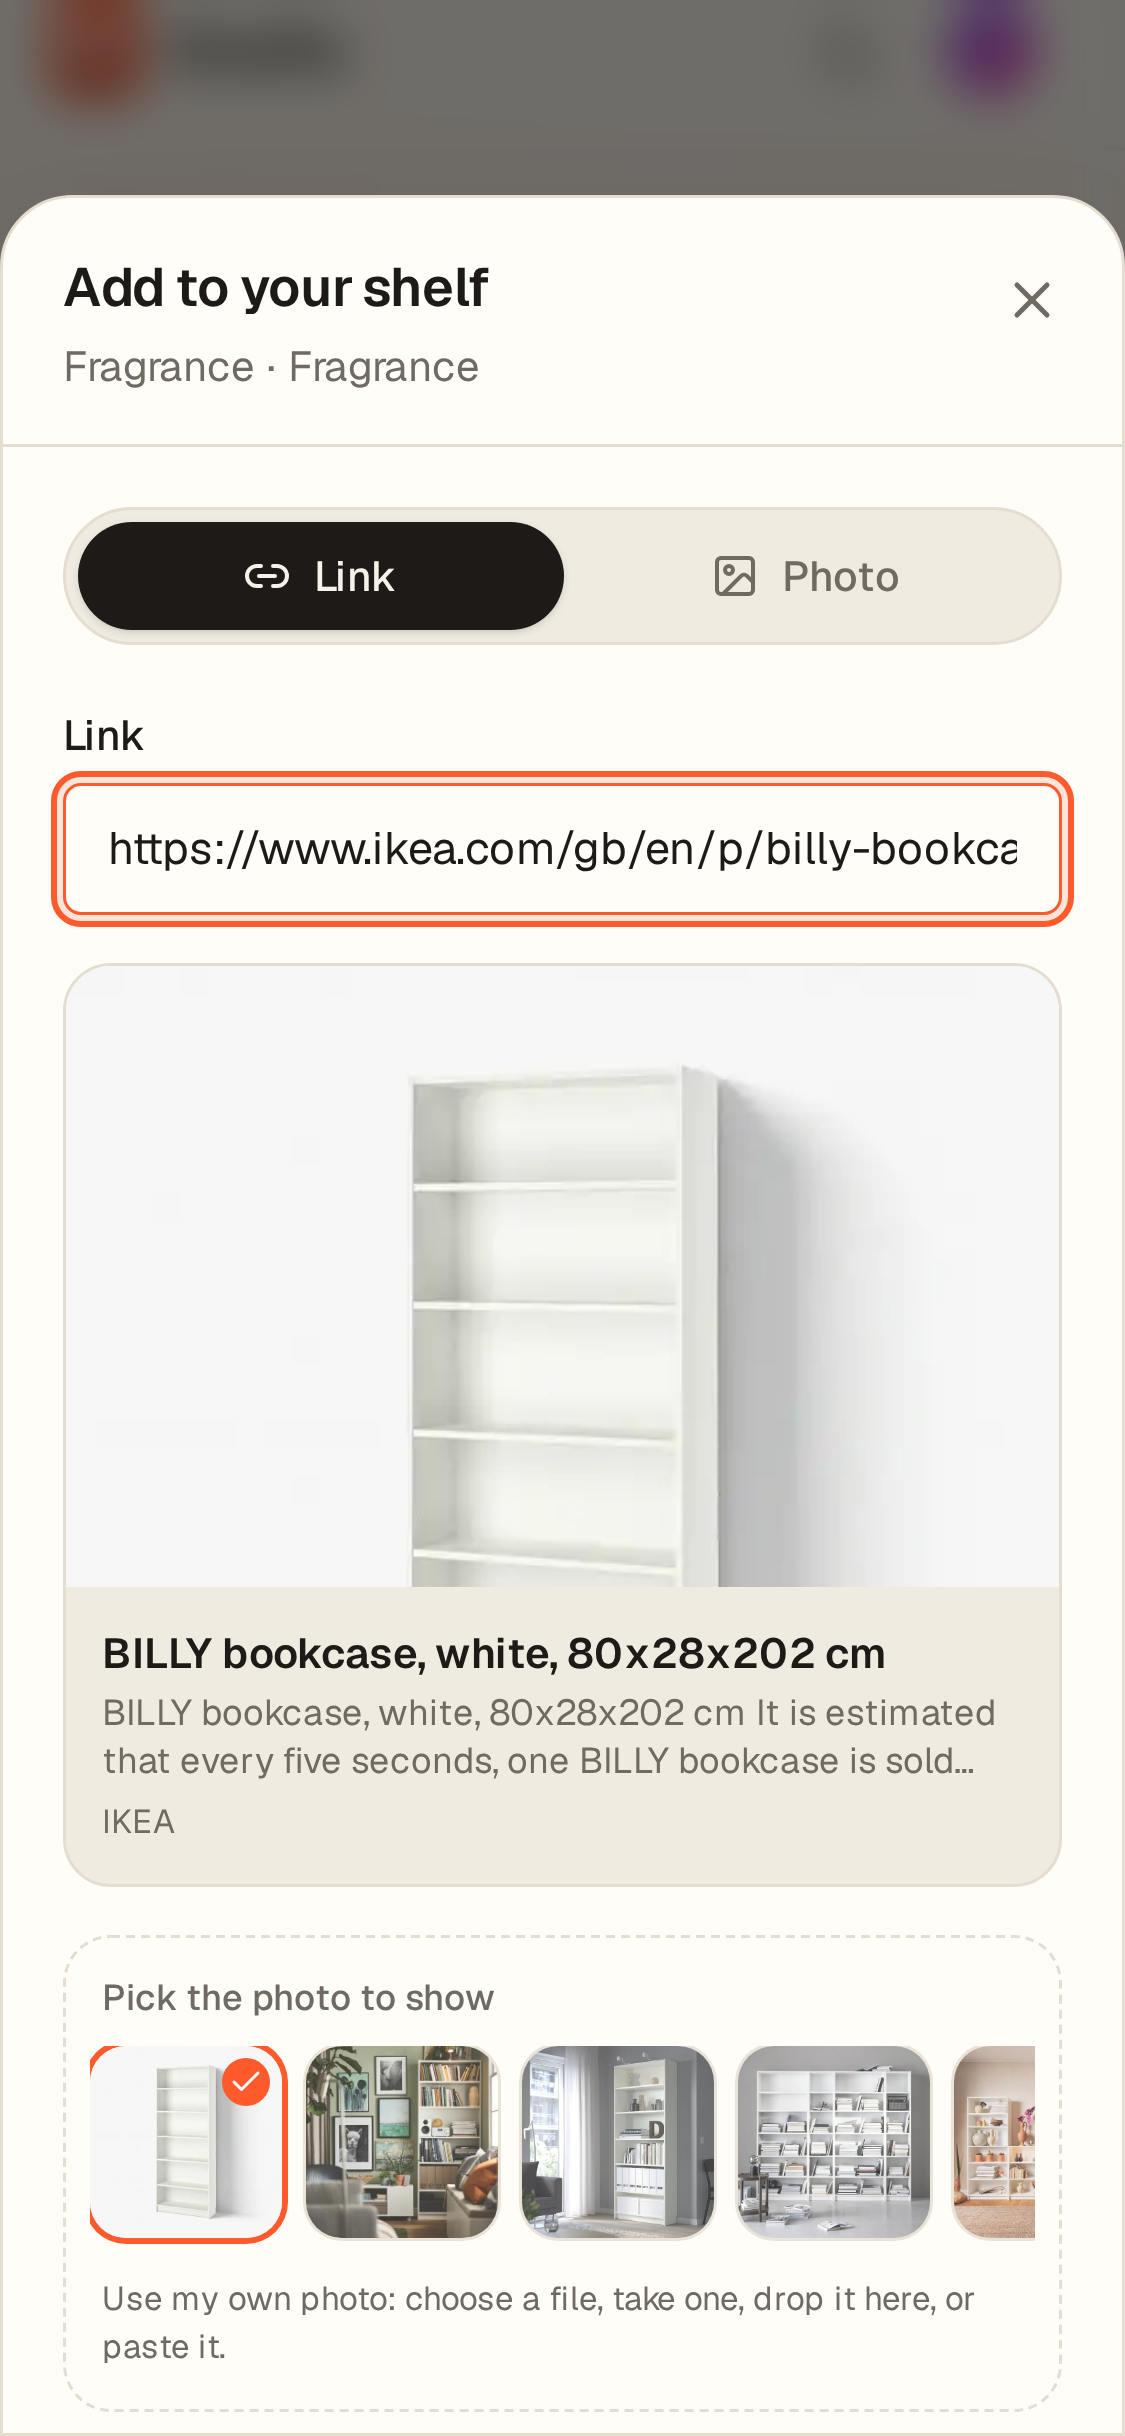 Add to your shelf
Fragrance · Fragrance
Link
Photo
Link
https://www.ikea.com/gb/en/p/billy-bookca
BILLY bookcase, white, 80x28x202 cm
BILLY bookcase, white, 80x28x202 cm It is estimated
that every five seconds, one BILLY bookcase is sold...
IKEA
Pick the photo to show
Use my own photo: choose a file, take one, drop it here, or
paste it.